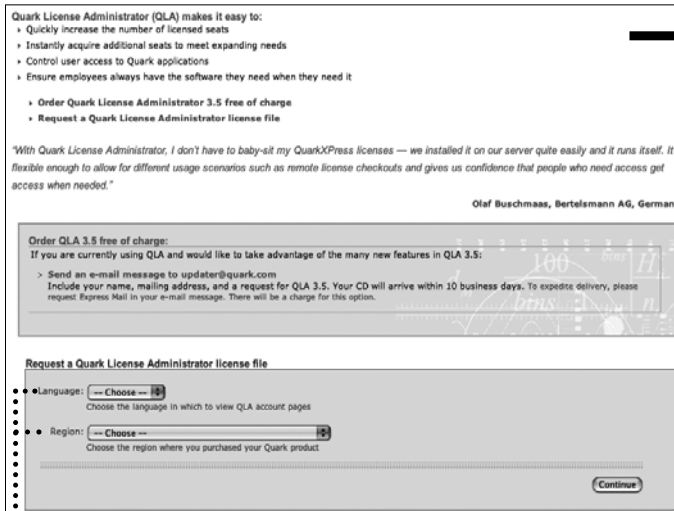 Quark License Administrator (QLA) makes it easy to:
Quickly increase the number of licensed seats
Instantly acquire additional seats to meet expanding needs
Control user access to Quark applications
Ensure employees always have the software they need when they need it
Order Quark License Administrator 3.5 free of charge
Request a Quark License Administrator license file
"With Quark License Administrator, I don't have to baby-sit my QuarkXPress licenses — we installed it on our server quite easily and it runs itself. It
flexible enough to allow for different usage scenarios such as remote license checkouts and gives us confidence that people who need access get
access when needed."
Olaf Buschmaas, Bertelsmann AG, German
Order QLA 3.5 free of charge:
If you are currently using QLA and would like to take advantage of the many new features in QLA 3.5:
> Send an e-mail message to updater@quark.com
Include your name, mailing address, and a request for QLA 3.5. Your CD will arrive within 10 business days. To expedite delivery, please
request Express Mail in your e-mail message. There will be a charge for this option.
100
bins
H
bins
n
Request a Quark License Administrator license file
Language: -- Choose --
Choose the language in which to view QLA account pages
Region: -- Choose --
Choose the region where you purchased your Quark product
Continue